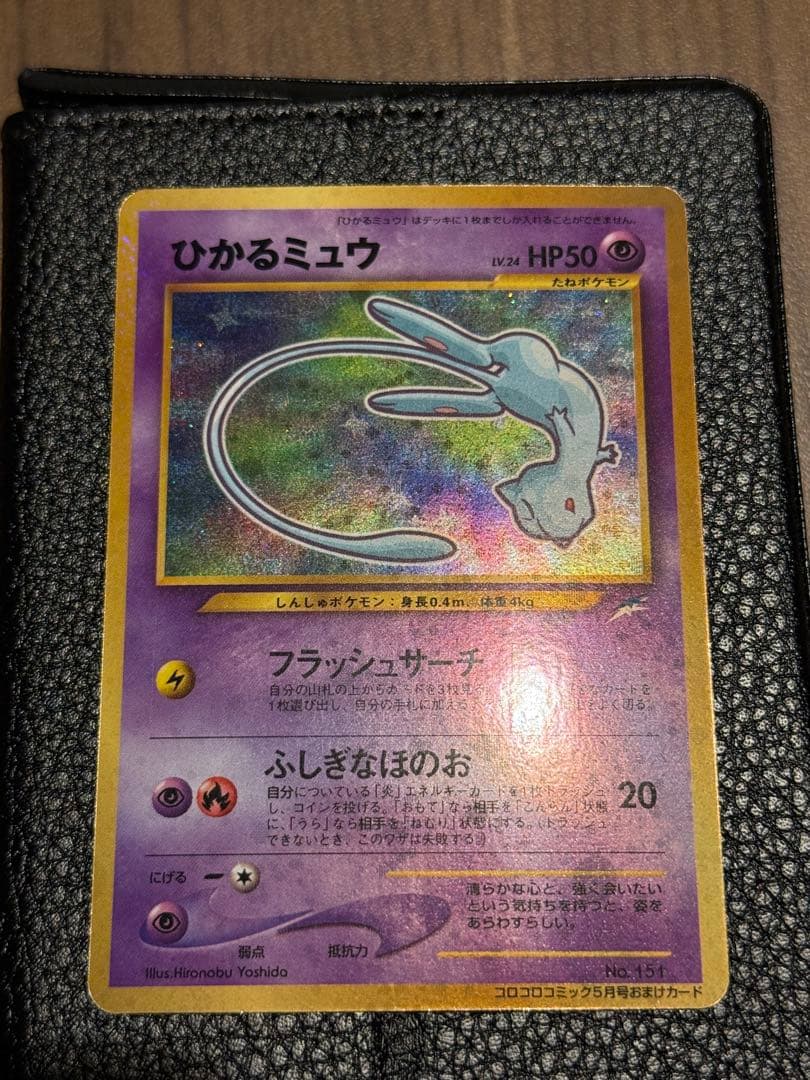 「ひかるミュウ」はデッキに1枚までしか入れることができません。
ひかるミュウ LV.24 HP50
たねポケモン
しんしゅポケモン：身長0.4m、体重4kg
フラッシュサーチ
自分の山札の上からカードを3枚見
なカードを
1枚選び出し、自分の手札に加える
よく切る。
ふしぎなほのお
自分についている「炎」エネルギーカードを1枚トラッシュ
し、コインを投げる。「おもて」なら相手を「こんらん」状態
に、「うら」なら相手を「ねむり」状態にする。（トラッシュ
できないとき、このワザは失敗する。）
20
にげる
弱点 抵抗力
清らかな心と、強く会いたい
という気持ちを持つと、姿を
あらわすらしい。
Illus.Hironobu Yoshida
No.151
コロコロコミック5月号おまけカード